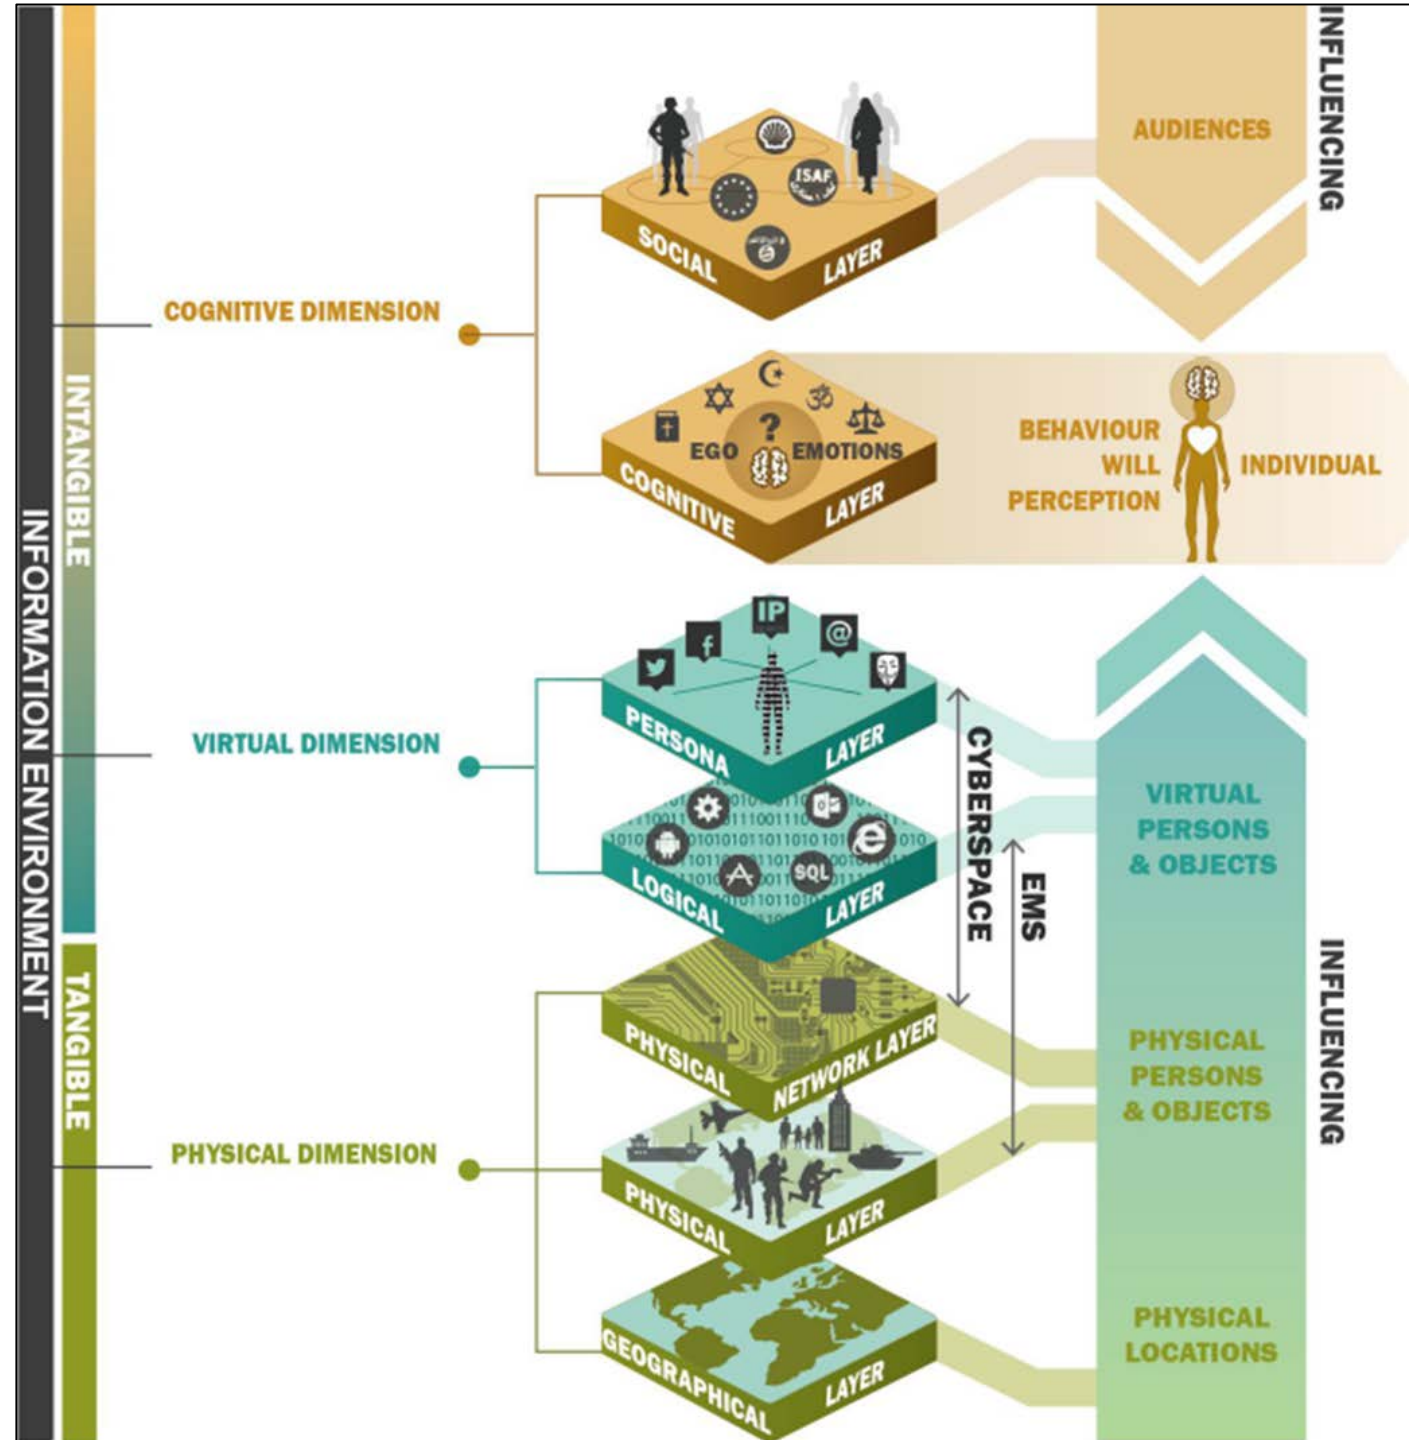 INFORMATION ENVIRONMENT
INTANGIBLE
TANGIBLE
COGNITIVE DIMENSION
VIRTUAL DIMENSION
PHYSICAL DIMENSION
ISAF
SOCIAL LAYER
EGO
?
EMOTIONS
COGNITIVE LAYER
IP
f
@
PERSONA LAYER
SQL
LOGICAL LAYER
PHYSICAL NETWORK LAYER
PHYSICAL LAYER
GEOGRAPHICAL LAYER
CYBERSPACE
EMS
AUDIENCES
INFLUENCING
BEHAVIOUR
WILL
PERCEPTION
INDIVIDUAL
VIRTUAL
PERSONS
& OBJECTS
PHYSICAL
PERSONS
& OBJECTS
PHYSICAL
LOCATIONS
INFLUENCING